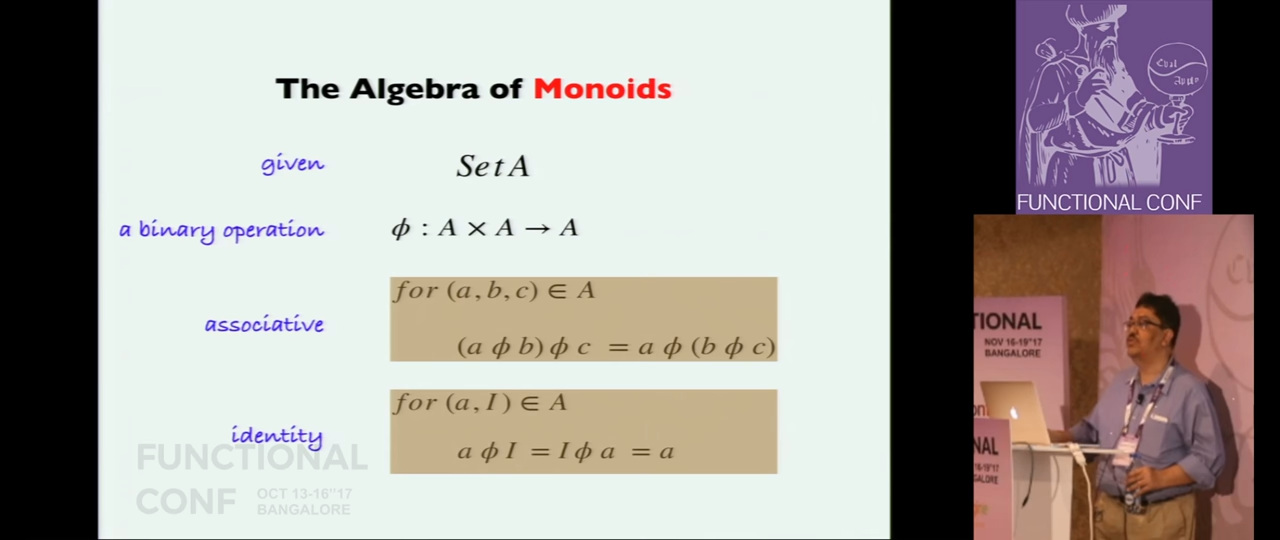 The Algebra of Monoids
given Set A
a binary operation ϕ : A × A → A
for (a, b, c) ∈ A
associative
(a ϕ b) ϕ c = a ϕ (b ϕ c)
for (a, I) ∈ A
identity
a ϕ I = I ϕ a = a
FUNCTIONAL
CONF
OCT 13-16"17
BANGALORE
FUNCTIONAL CONF
TIONAL
NOV 16-19"17
BANGALORE
NAL